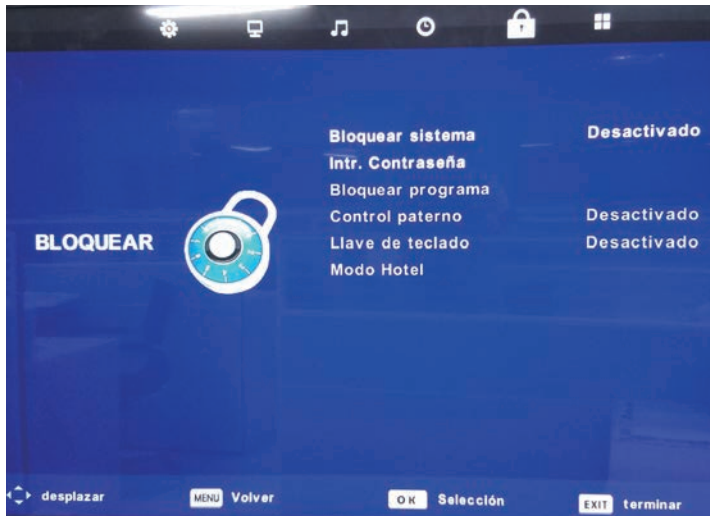 Bloquear sistema Desactivado
Intr. Contraseña
Bloquear programa
Control paterno Desactivado
BLOQUEAR
Llave de teclado Desactivado
Modo Hotel
desplazar MENU Volver OK Selección EXIT terminar